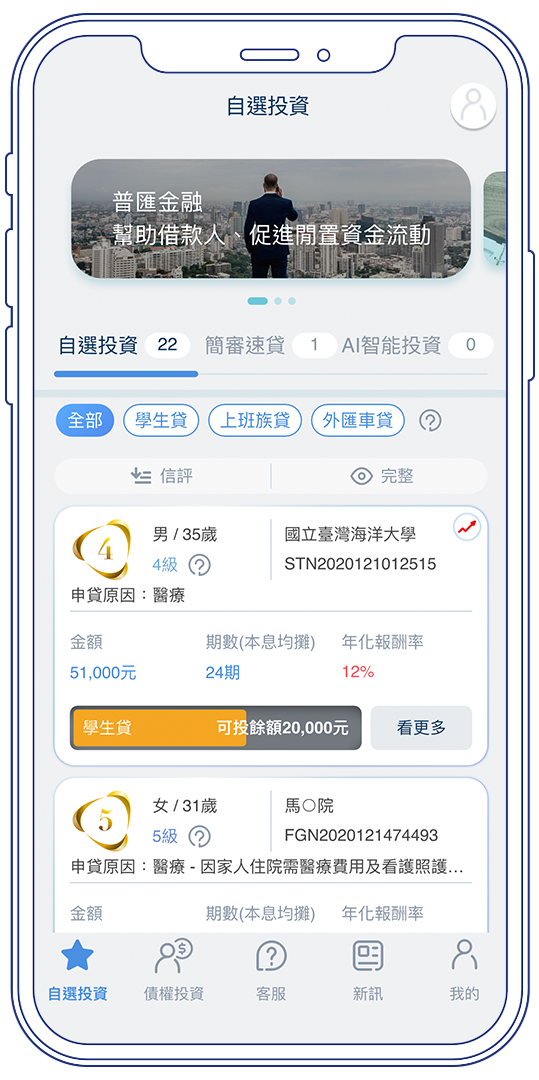 自選投資
普匯金融
幫助借款人、促進閒置資金流動
自選投資 22 簡審速貸 1 AI智能投資 0
全部 學生貸 上班族貸 外匯車貸 ?
信評 完整
4 男 / 35歲 國立臺灣海洋大學
4級 ? STN2020121012515
申貸原因：醫療
金額 期數(本息均攤) 年化報酬率
51,000元 24期 12%
學生貸 可投餘額20,000元 看更多
5 女 / 31歲 馬○院
5級 ? FGN2020121474493
申貸原因：醫療 - 因家人住院需醫療費用及看護照護...
金額 期數(本息均攤) 年化報酬率
自選投資 債權投資 客服 新訊 我的